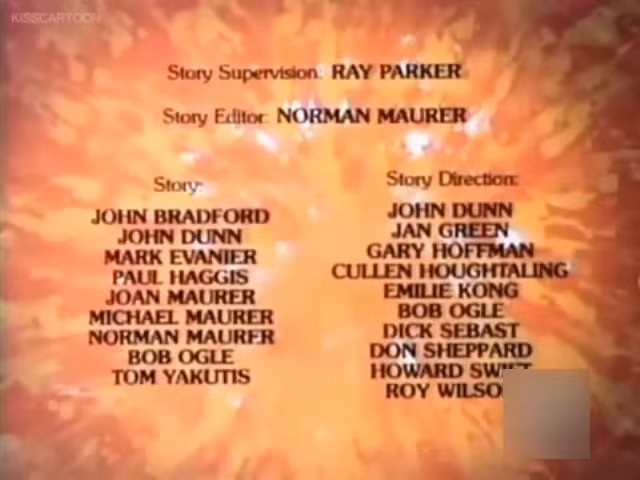 KISSCARTOON
Story Supervision: RAY PARKER
Story Editor: NORMAN MAURER
Story:
JOHN BRADFORD
JOHN DUNN
MARK EVANIER
PAUL HAGGIS
JOAN MAURER
MICHAEL MAURER
NORMAN MAURER
BOB OGLE
TOM YAKUTIS
Story Direction:
JOHN DUNN
JAN GREEN
GARY HOFFMAN
CULLEN HOUGHTALING
EMILIE KONG
BOB OGLE
DICK SEBAST
DON SHEPPARD
HOWARD
ROY